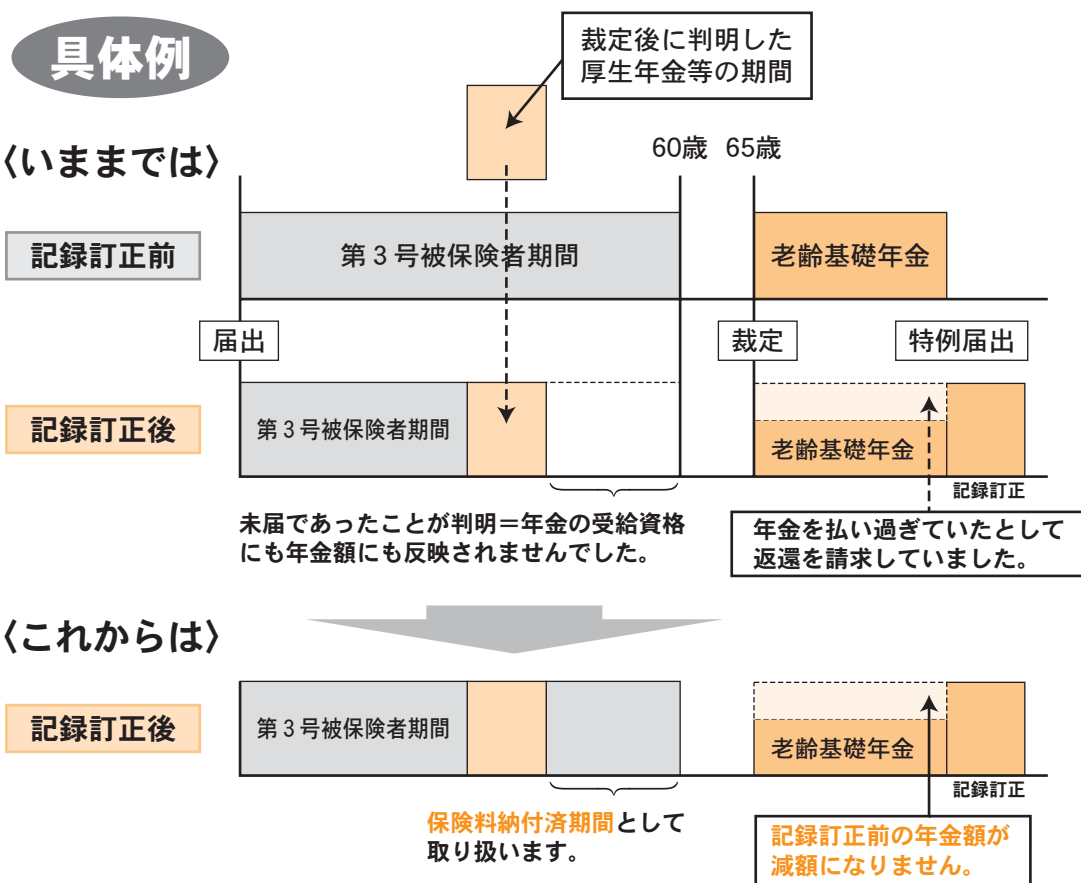 具体例
裁定後に判明した
厚生年金等の期間
〈いままでは〉
60歳 65歳
記録訂正前
第3号被保険者期間
老齢基礎年金
届出
裁定
特例届出
記録訂正後
第3号被保険者期間
老齢基礎年金
記録訂正
未届であったことが判明＝年金の受給資格
にも年金額にも反映されませんでした。
年金を払い過ぎていたとして
返還を請求していました。
〈これからは〉
記録訂正後
第3号被保険者期間
老齢基礎年金
記録訂正
保険料納付済期間として
取り扱います。
記録訂正前の年金額が
減額になりません。